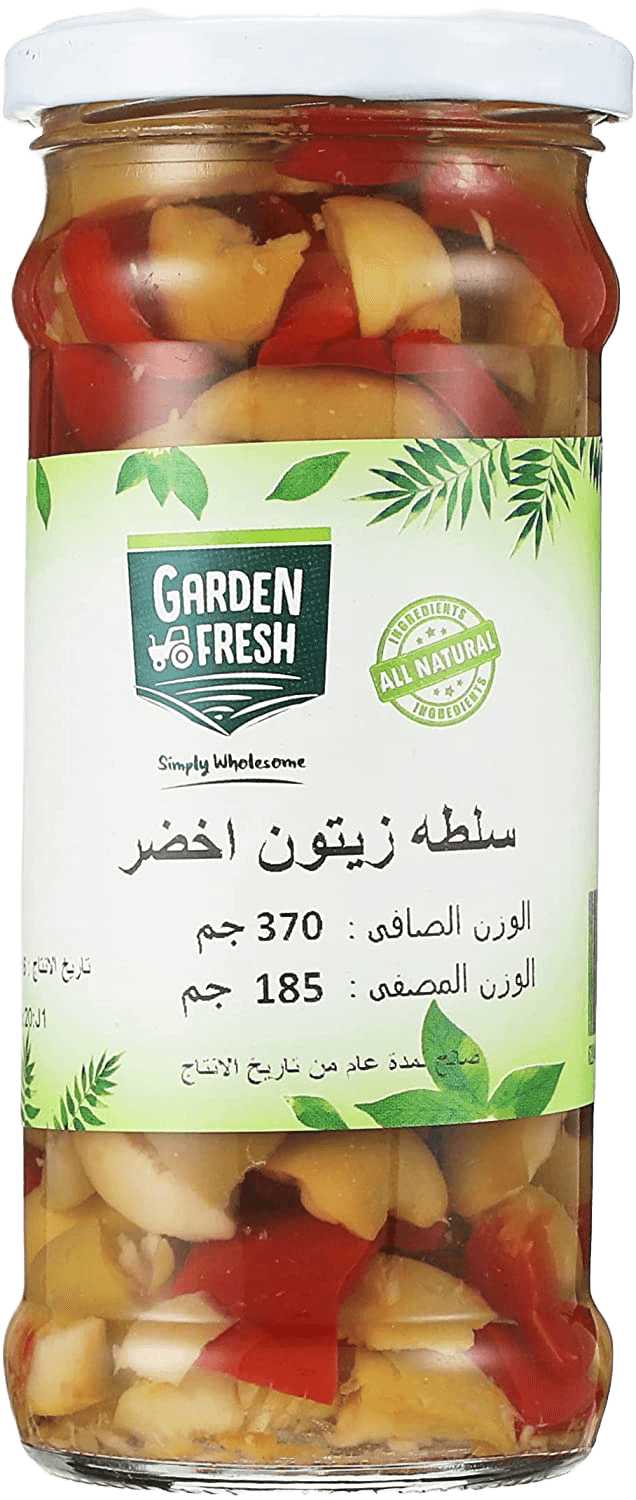 GARDEN
FRESH
Simply Wholesome
INGREDIENTS
ALL NATURAL
INGREDIENTS
سلطه زيتون اخضر
الوزن الصافى : 370 جم
الوزن المصفى : 185 جم
صالح لمدة عام من تاريخ الانتاج
تاريخ الانتاج :